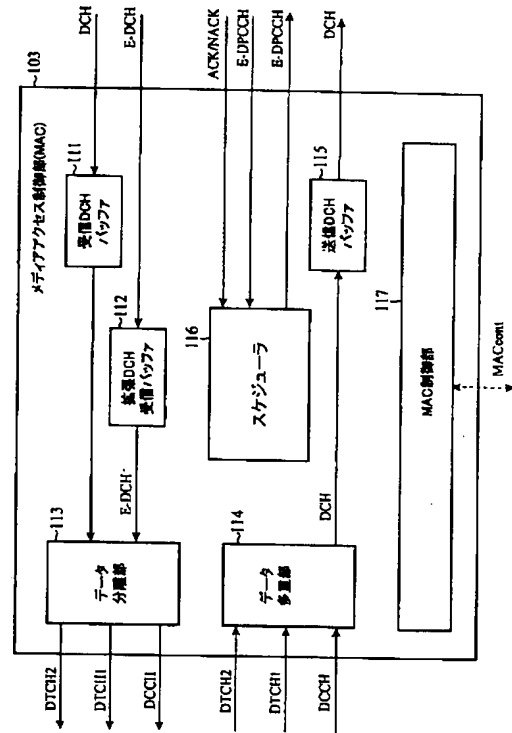 103
メディアアクセス制御部(MAC)
DCH
E-DCH
ACK/NACK
E-DPCCH
E-DPCCH
DCH
111
受信DCH
バッファ
112
拡張DCH
受信バッファ
E-DCH
113
データ
分離部
DTCH2
DTCH1
DCCH
116
スケジューラ
115
送信DCH
バッファ
114
データ
多重部
DCH
DTCH2
DTCH1
DCCH
117
MAC制御部
MACcont